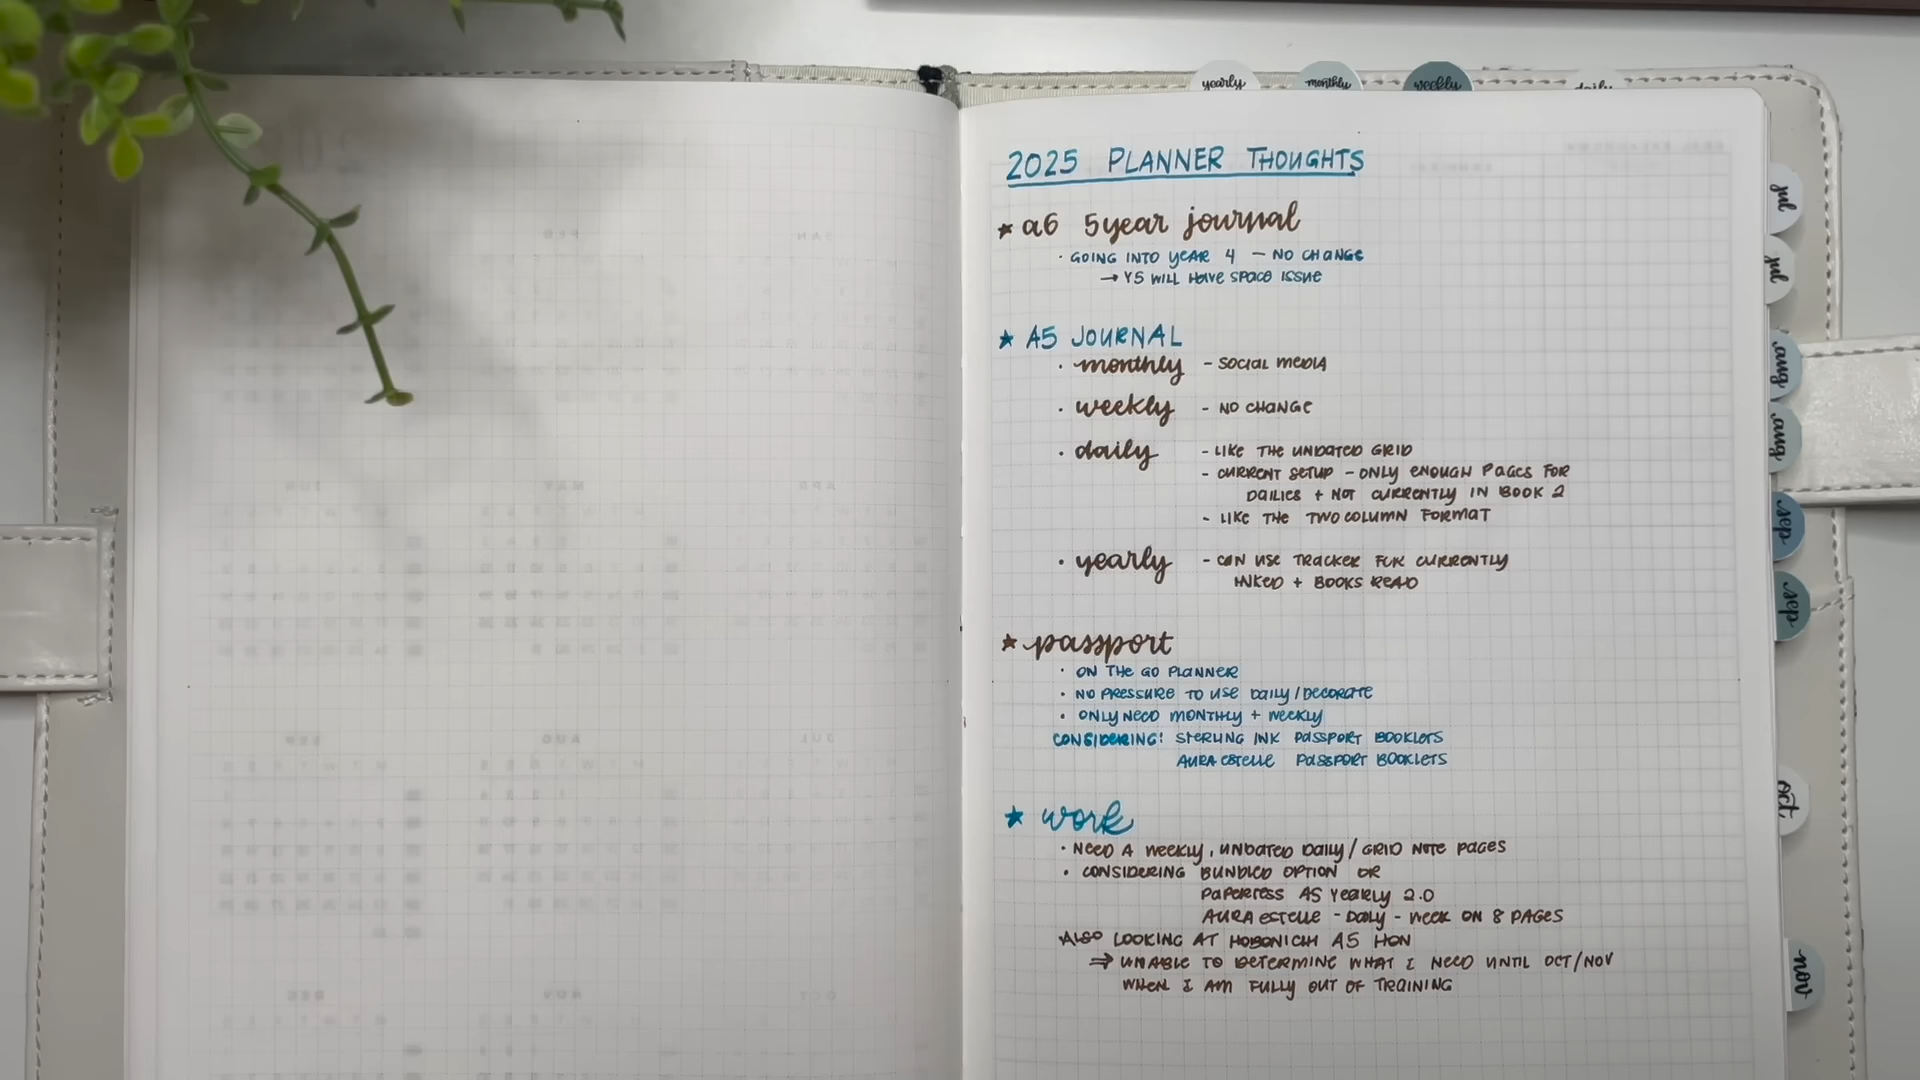 yearly
monthly
weekly
daily
2025 PLANNER THOUGHTS
★ a6 5 year journal
· GOING INTO YEAR 4 – NO CHANGE
→ Y5 WILL HAVE SPACE ISSUE
★ A5 JOURNAL
· monthly - SOCIAL MEDIA
· weekly - NO CHANGE
· daily - LIKE THE UNDATED GRID
- CURRENT SETUP - ONLY ENOUGH PAGES FOR
DAILIES + NOT CURRENTLY IN BOOK 2
- LIKE THE TWO COLUMN FORMAT
· yearly - CAN USE TRACKER FOR CURRENTLY
INKED + BOOKS READ
★ passport
· ON THE GO PLANNER
· NO PRESSURE TO USE DAILY/DECORATE
· ONLY NEED MONTHLY + WEEKLY
CONSIDERING: STERLING INK PASSPORT BOOKLETS
AURA ESTELLE PASSPORT BOOKLETS
★ work
· NEED A WEEKLY, UNDATED DAILY/GRID NOTE PAGES
· CONSIDERING BUNDLED OPTION OR
PAPERTESS A5 YEARLY 2.0
AURA ESTELLE - DAILY - WEEK ON 8 PAGES
ALSO LOOKING AT HOBONICHI A5 HON
⇒ UNABLE TO DETERMINE WHAT I NEED UNTIL OCT/NOV
WHEN I AM FULLY OUT OF TRAINING
jul
jul
aug
aug
sep
sep
oct
nov